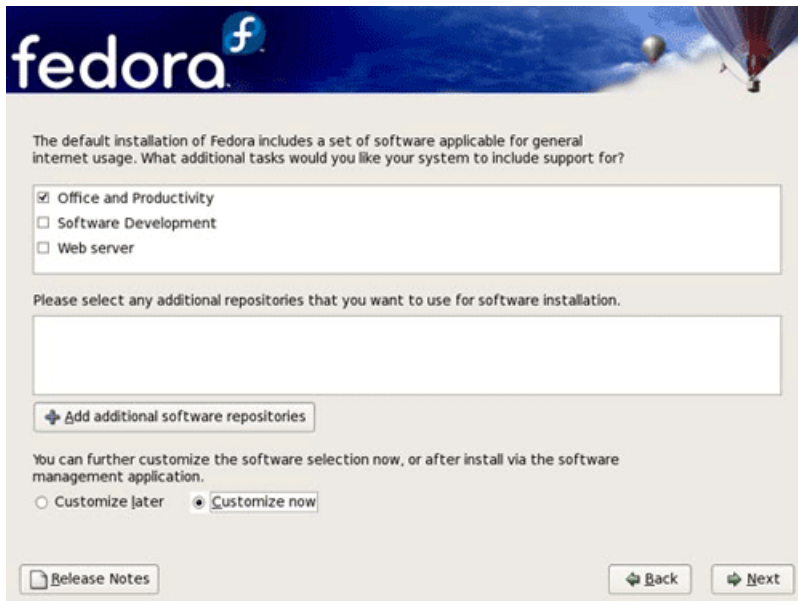 fedora
The default installation of Fedora includes a set of software applicable for general
internet usage. What additional tasks would you like your system to include support for?
Office and Productivity
Software Development
Web server
Please select any additional repositories that you want to use for software installation.
Add additional software repositories
You can further customize the software selection now, or after install via the software
management application.
Customize later Customize now
Release Notes Back Next